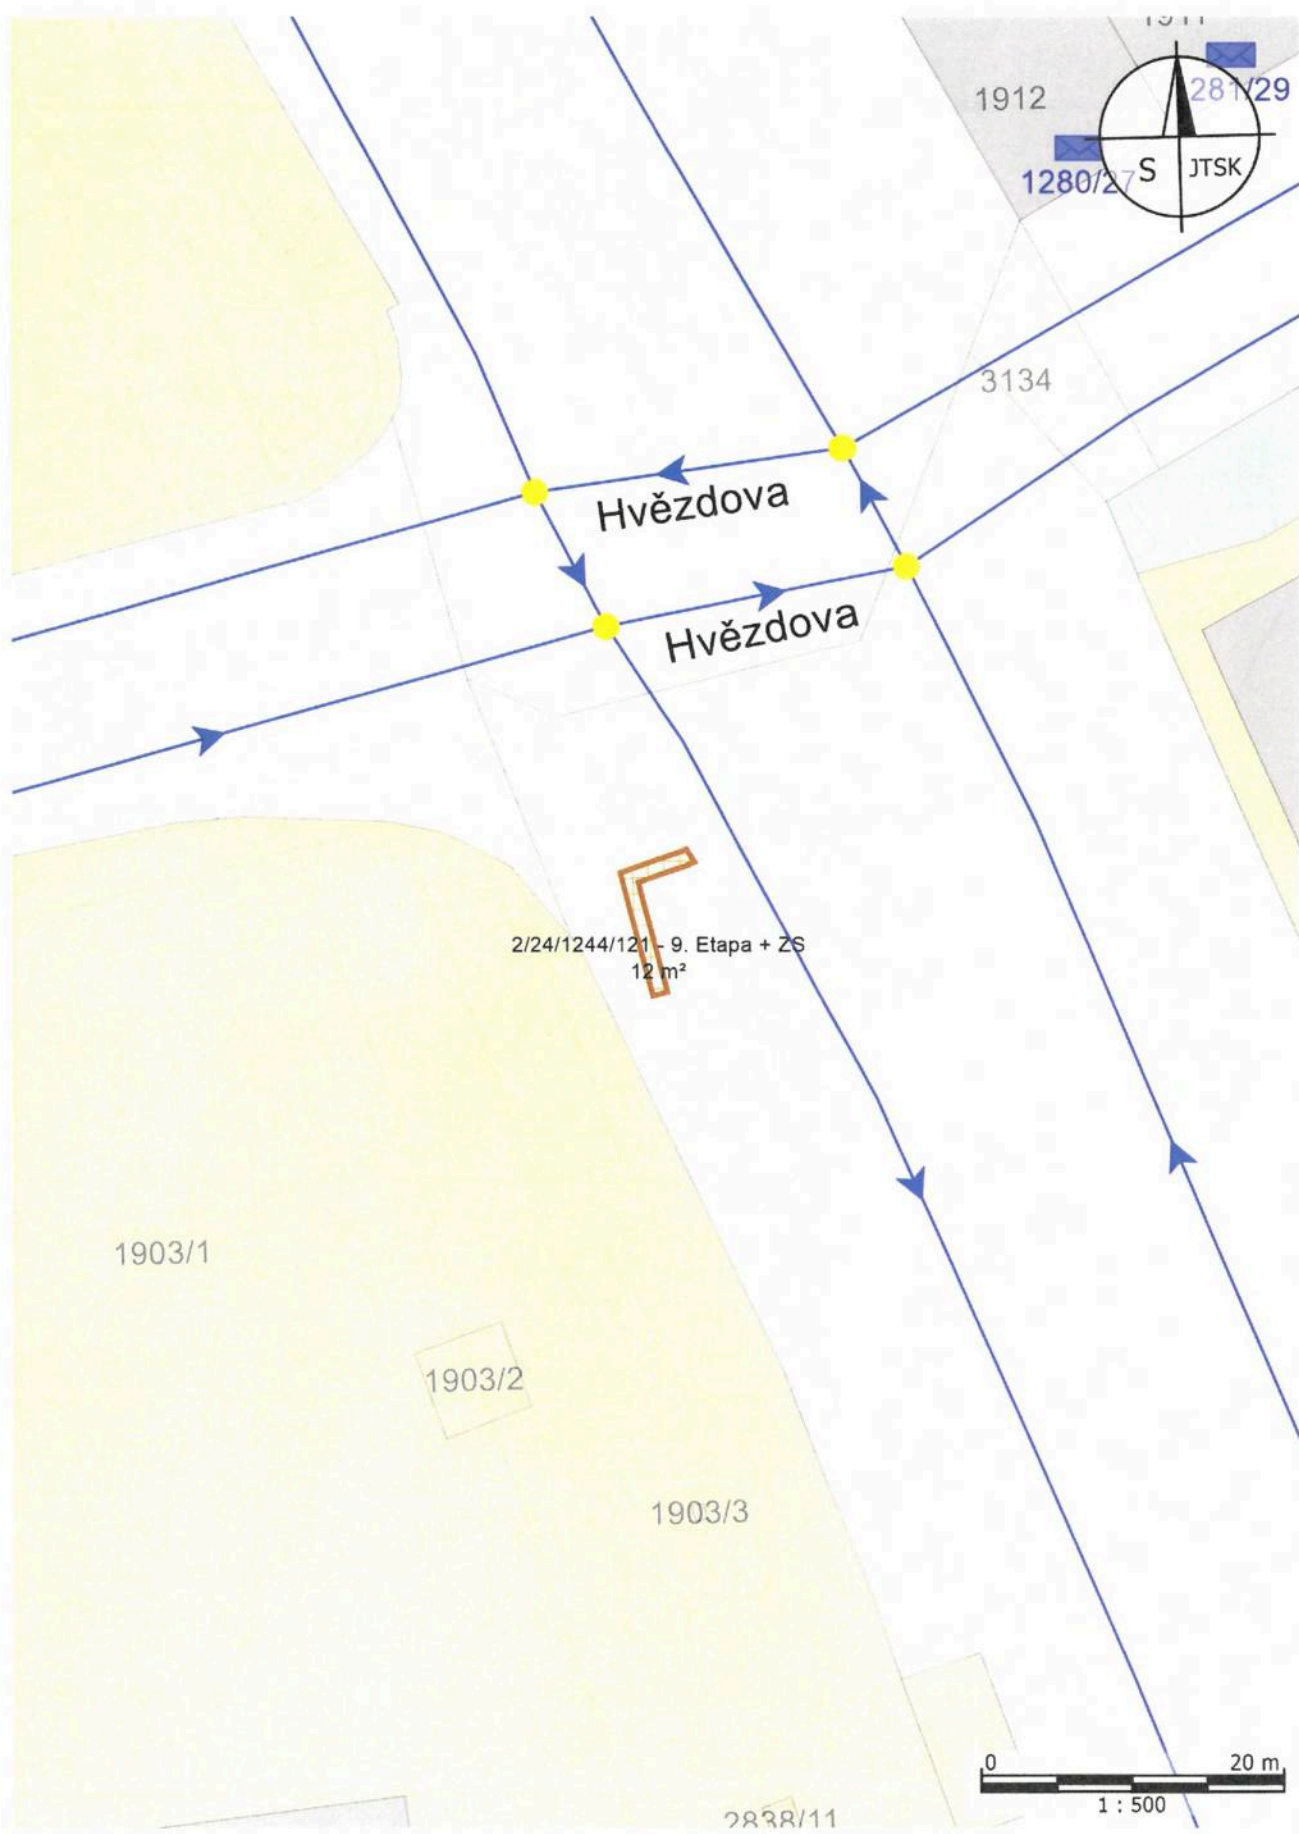 1911
281/29
1912
1280/27
S JTSK
3134
Hvězdova
Hvězdova
2/24/1244/121 - 9. Etapa + ZS
12 m²
1903/1
1903/2
1903/3
0 20 m
1 : 500
2838/11